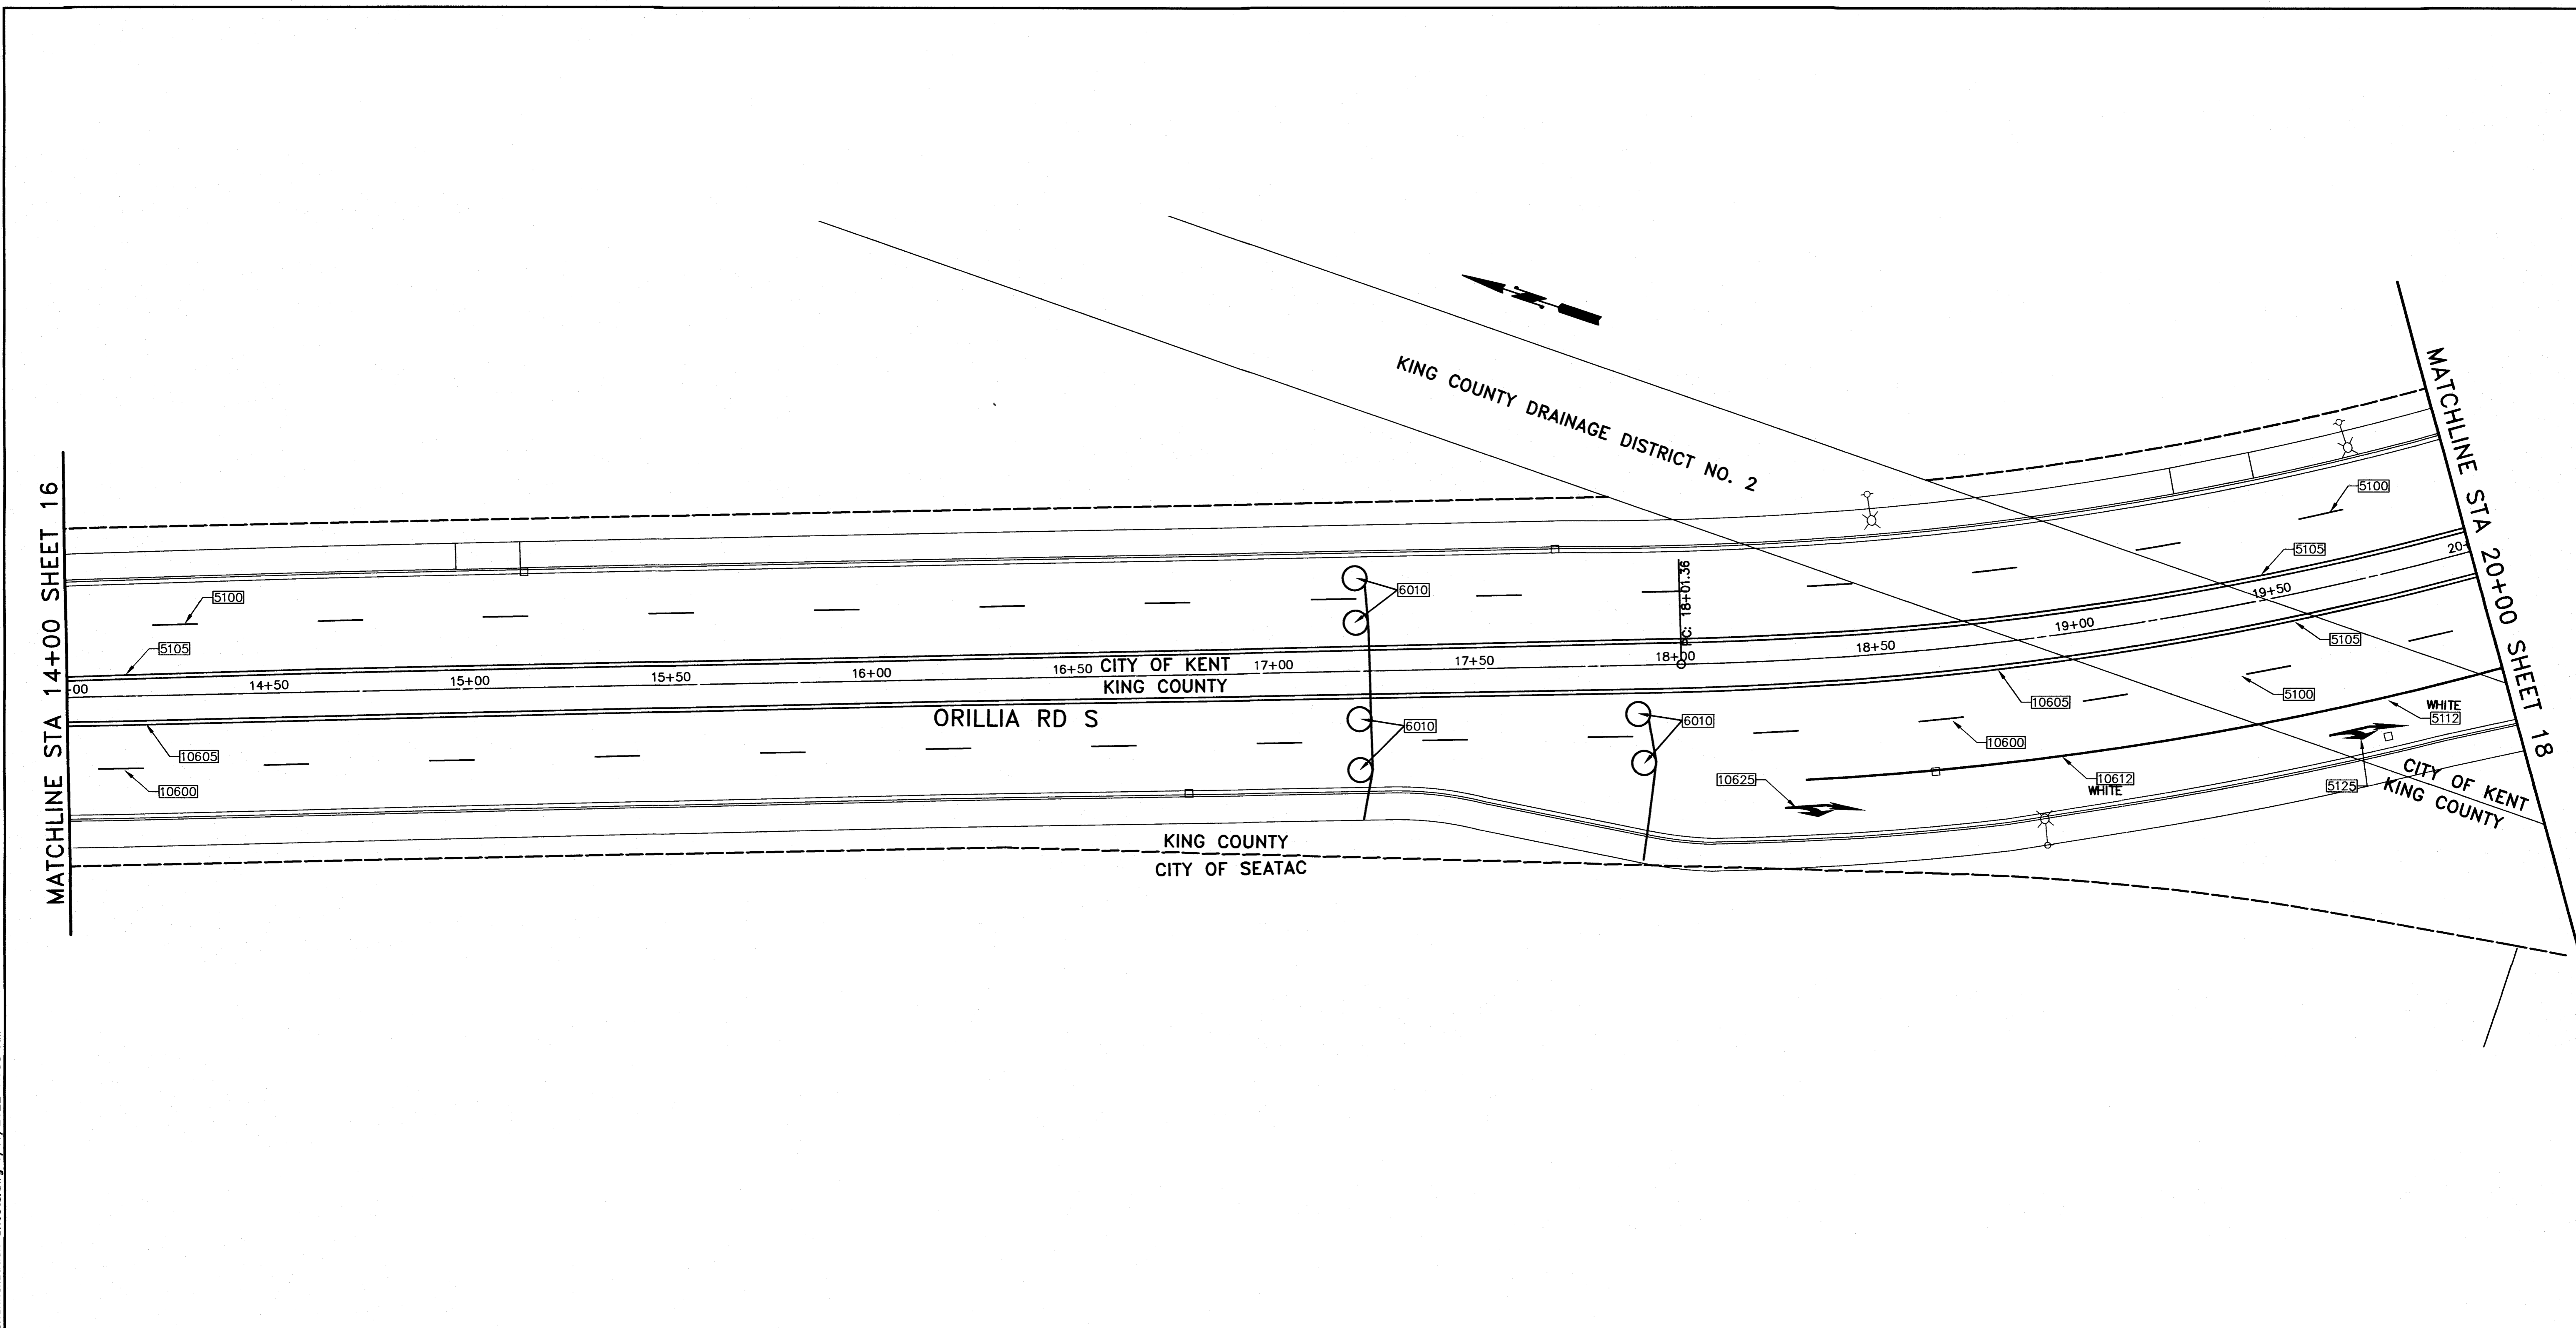 MATCHLINE STA 14+00 SHEET 16
KING COUNTY DRAINAGE DISTRICT NO. 2
MATCHLINE STA 20+00 SHEET 18
5100
5105
5100
5105
6010
PC: 18+01.36
-00
14+50
15+00
15+50
16+00
16+50
CITY OF KENT
17+00
17+50
18+00
18+50
19+00
19+50
20+
KING COUNTY
ORILLIA RD S
5105
5100
10605
10600
10605
10600
6010
6010
WHITE
5112
10625
10612
WHITE
5125
CITY OF KENT
KING COUNTY
KING COUNTY
CITY OF SEATAC